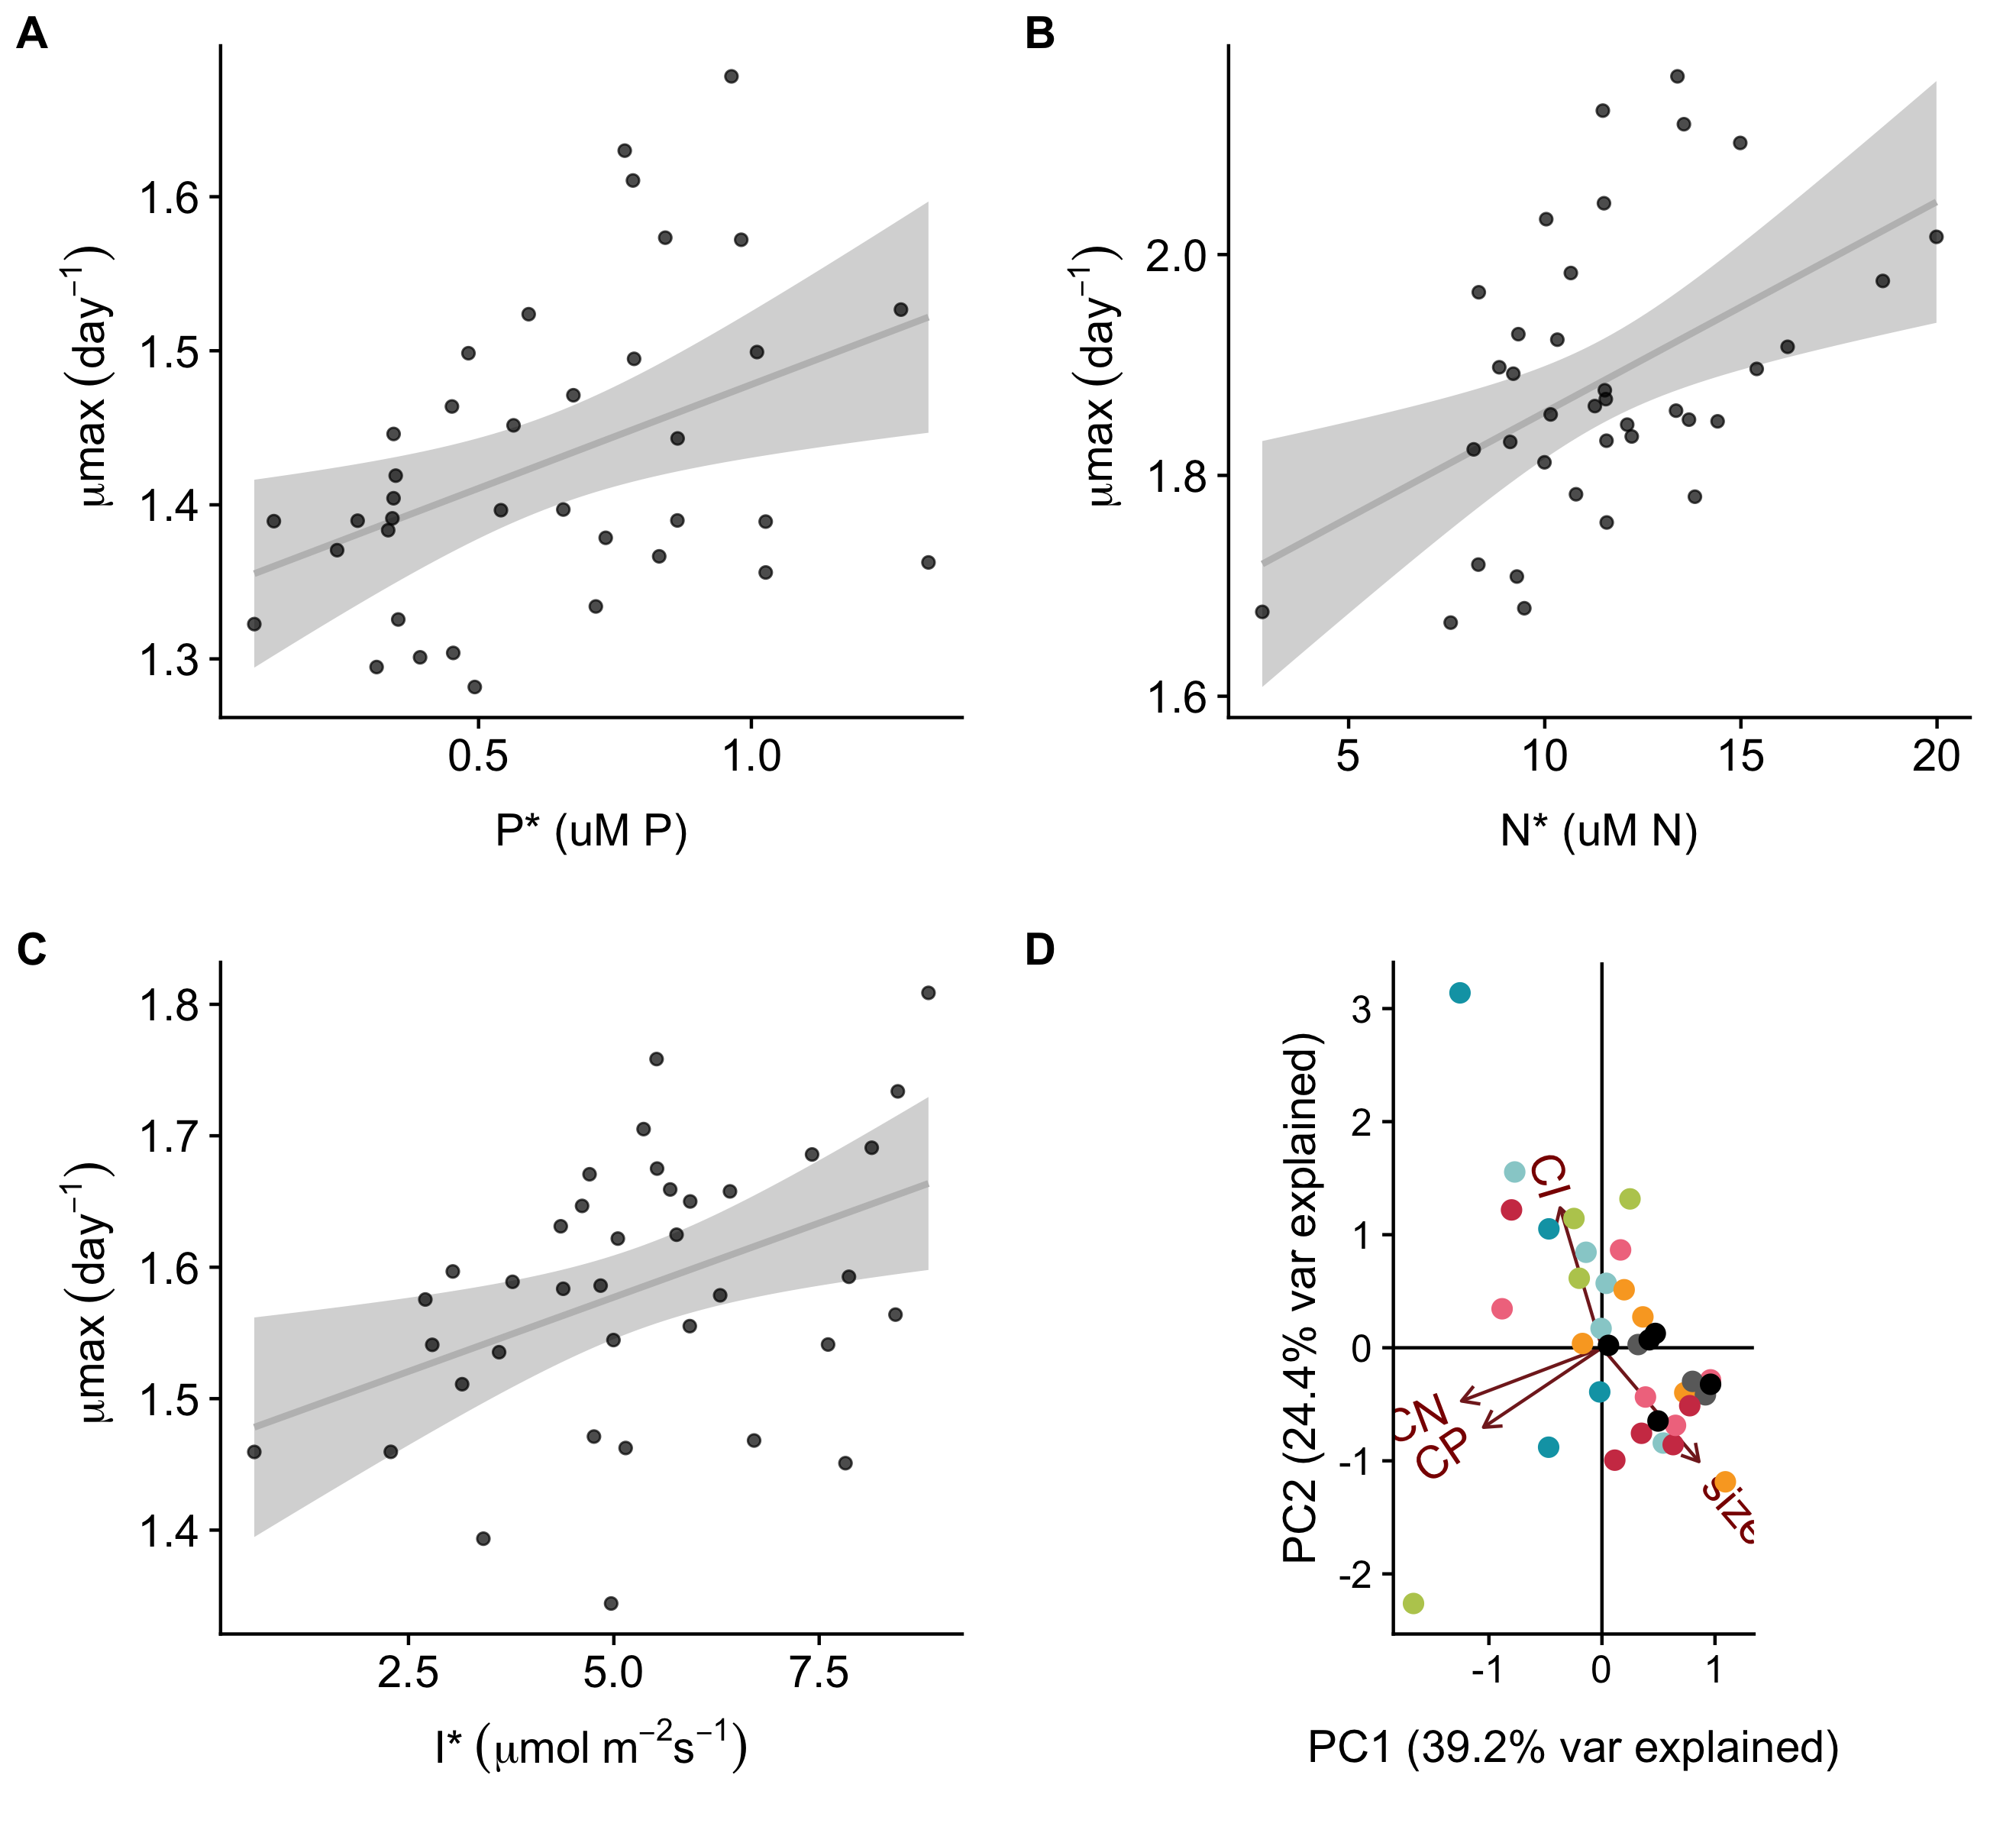 A
μmax (day−1)
1.6
1.5
1.4
1.3
0.5
1.0
P* (uM P)
B
μmax (day−1)
2.0
1.8
1.6
5
10
15
20
N* (uM N)
C
μmax (day−1)
1.8
1.7
1.6
1.5
1.4
2.5
5.0
7.5
I* (μmol m−2s−1)
D
PC2 (24.4% var explained)
3
2
1
0
-1
-2
CI
CN
CP
size
-1
0
1
PC1 (39.2% var explained)